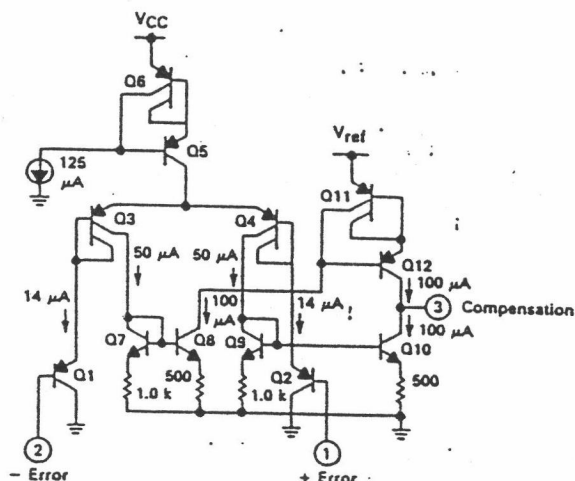 VCC
Q6
Q5
125
μA
Vref
Q11
Q3
Q4
Q12
50 μA
50 μA
100 μA
3 Compensation
14 μA
100
μA
14 μA
100 μA
Q7
Q8
Q9
Q10
Q1
500
1.0 k
1.0 k
Q2
500
2
− Error
1
+ Error